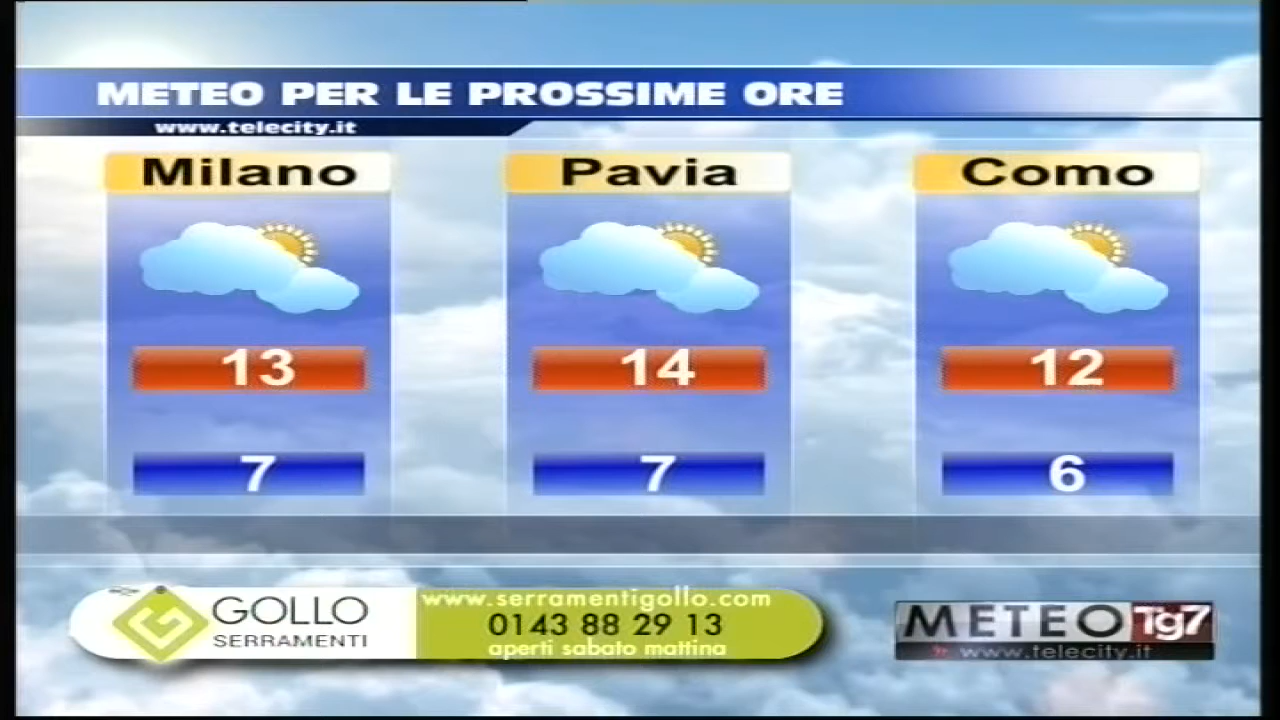 METEO PER LE PROSSIME ORE
www.telecity.it
Milano
Pavia
Como
13
14
12
7
7
6
GOLLO
SERRAMENTI
www.serramentigollo.com
0143 88 29 13
aperti sabato mattina
METEO Tg7
www.telecity.it